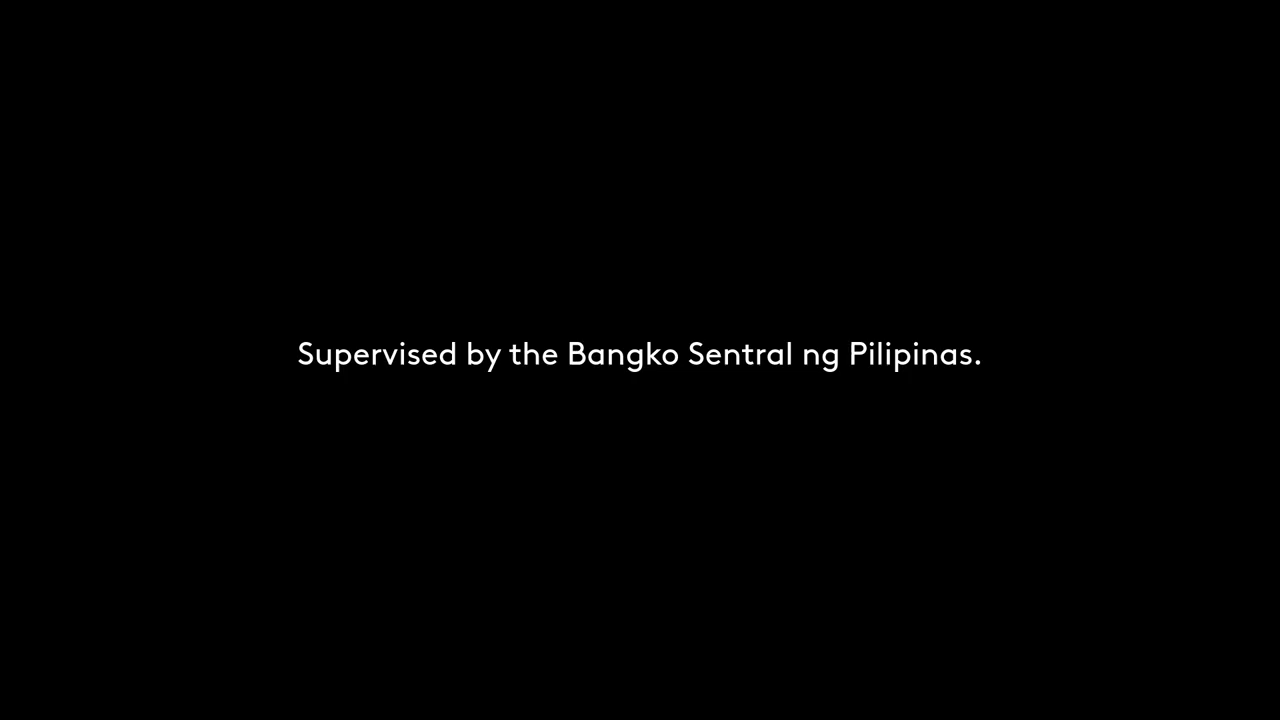 Supervised by the Bangko Sentral ng Pilipinas.